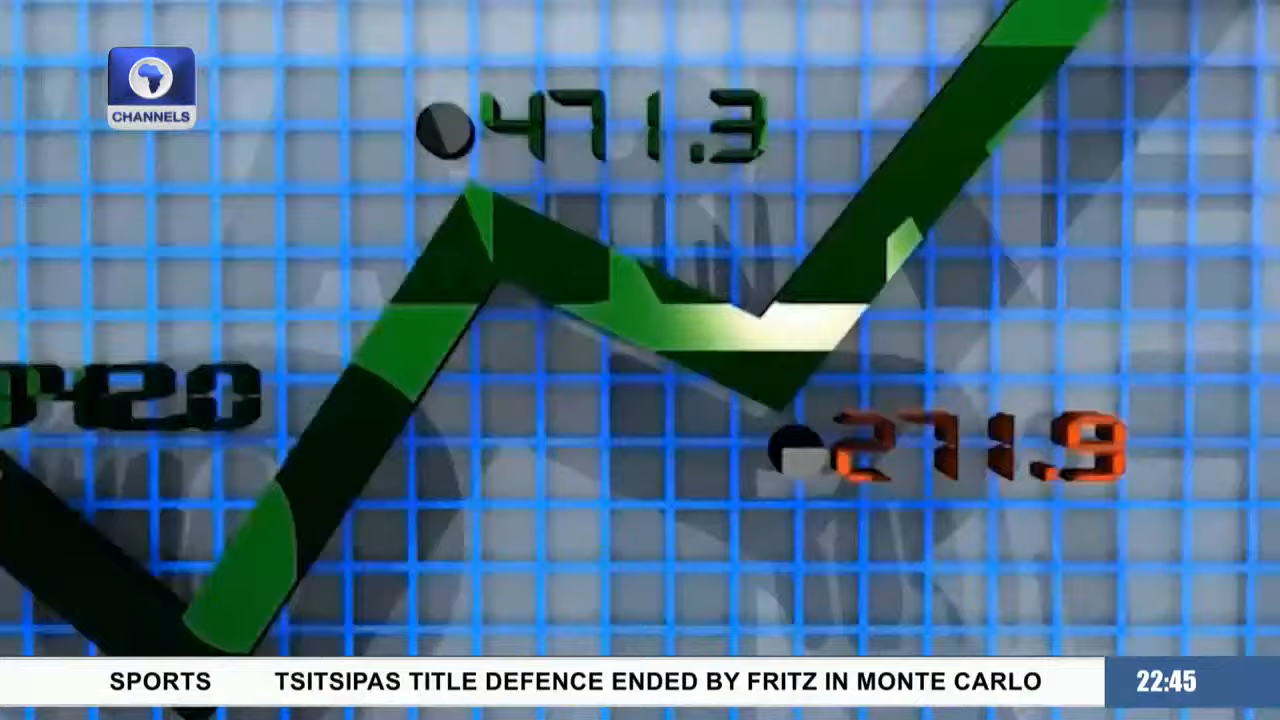 CHANNELS
471.3
271.9
SPORTS TSITSIPAS TITLE DEFENCE ENDED BY FRITZ IN MONTE CARLO 22:45